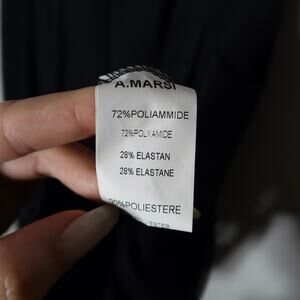 A.MARSI
72%POLIAMMIDE
72%POLYAMIDE
28% ELASTAN
28% ELASTANE
%POLIESTERE